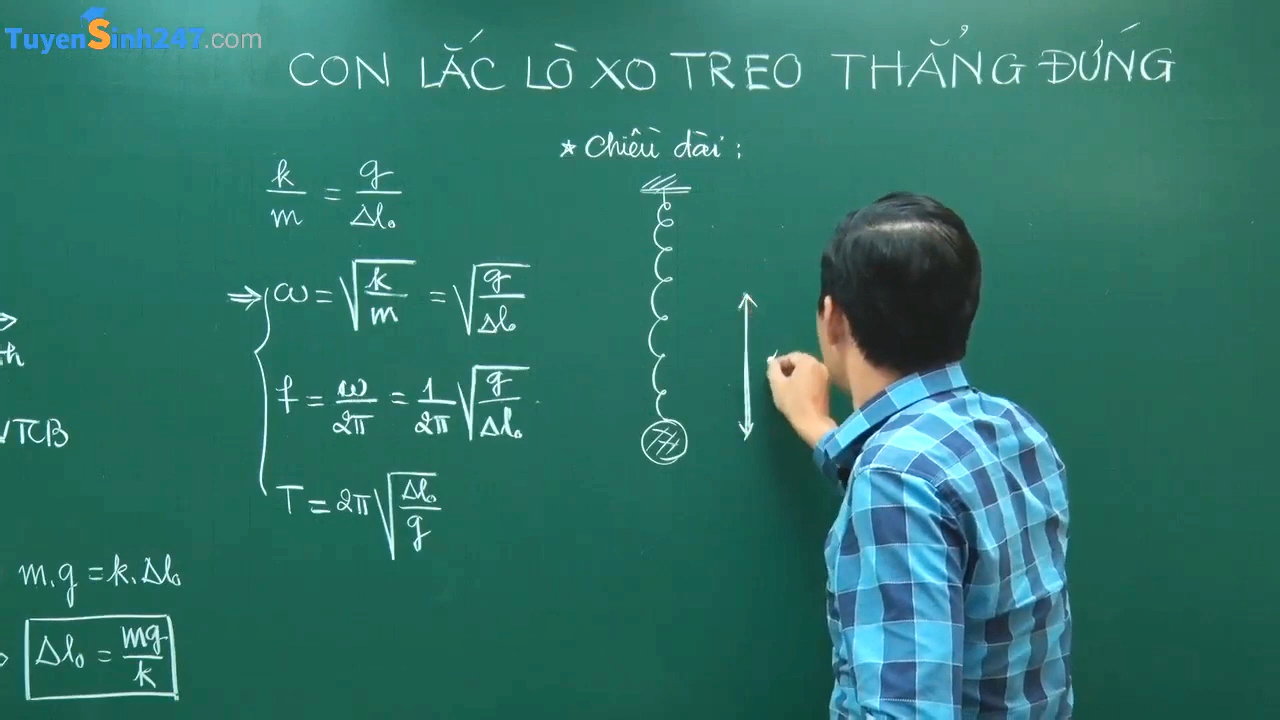 TuyenSinh247.com
CON LẮC LÒ XO TREO THẲNG ĐỨNG
* Chiều dài :
k/m = g/Δl₀
⇒ { ω = √(k/m) = √(g/Δl₀)
f = ω/2π = 1/2π √(g/Δl₀)
T = 2π √(Δl₀/g)
VTCB
m.g = k.Δl₀
Δl₀ = mg/k